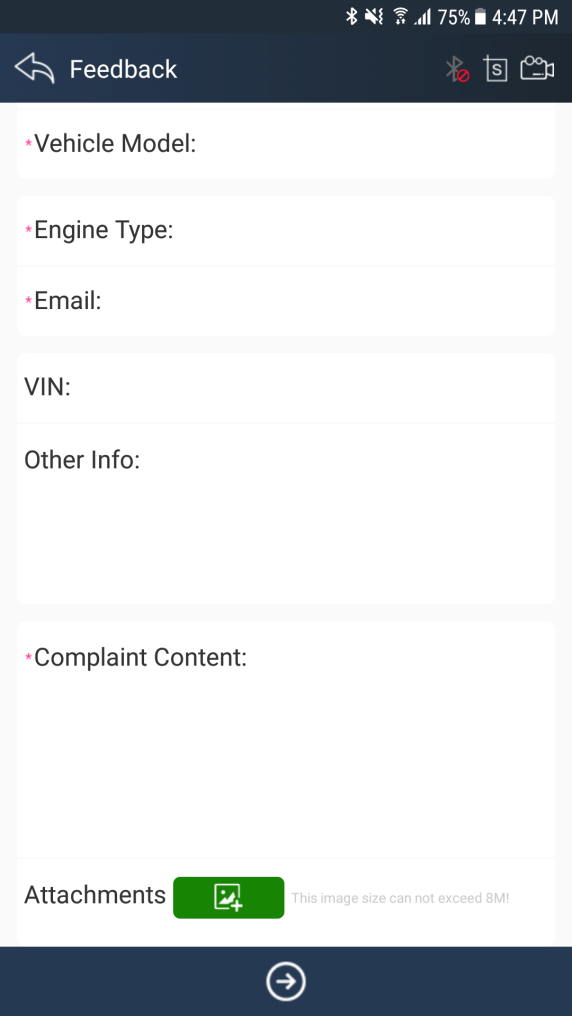 75% 4:47 PM
Feedback
S
*Vehicle Model:
*Engine Type:
*Email:
VIN:
Other Info:
*Complaint Content:
Attachments This image size can not exceed 8M!